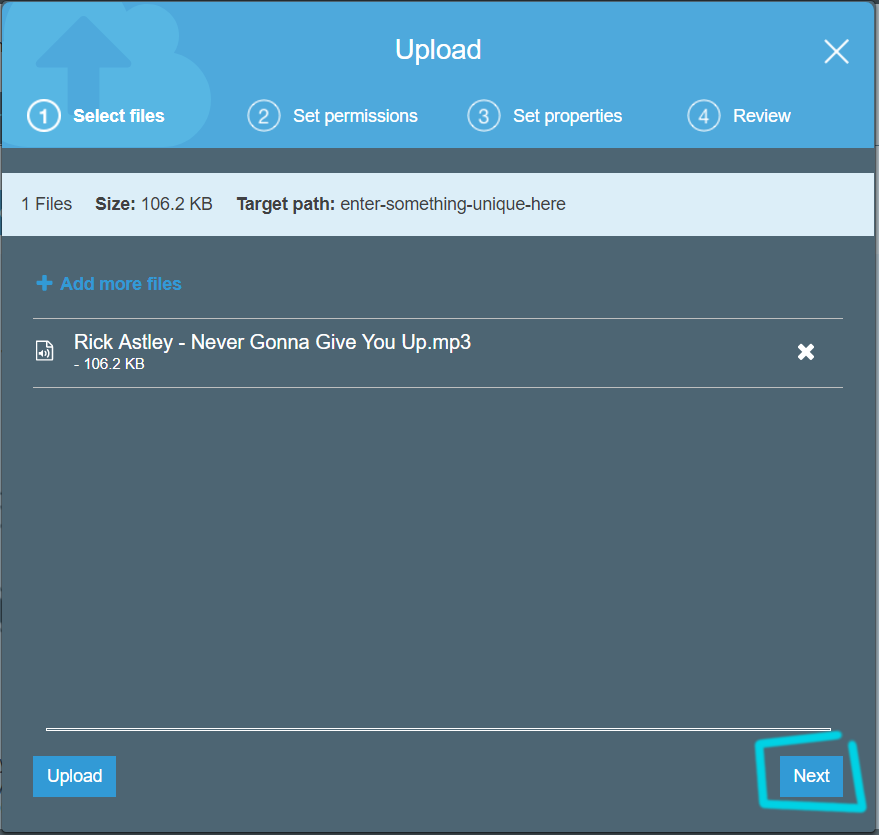 Upload
1 Select files
2 Set permissions
3 Set properties
4 Review
1 Files Size: 106.2 KB Target path: enter-something-unique-here
Add more files
Rick Astley - Never Gonna Give You Up.mp3
- 106.2 KB
Upload
Next